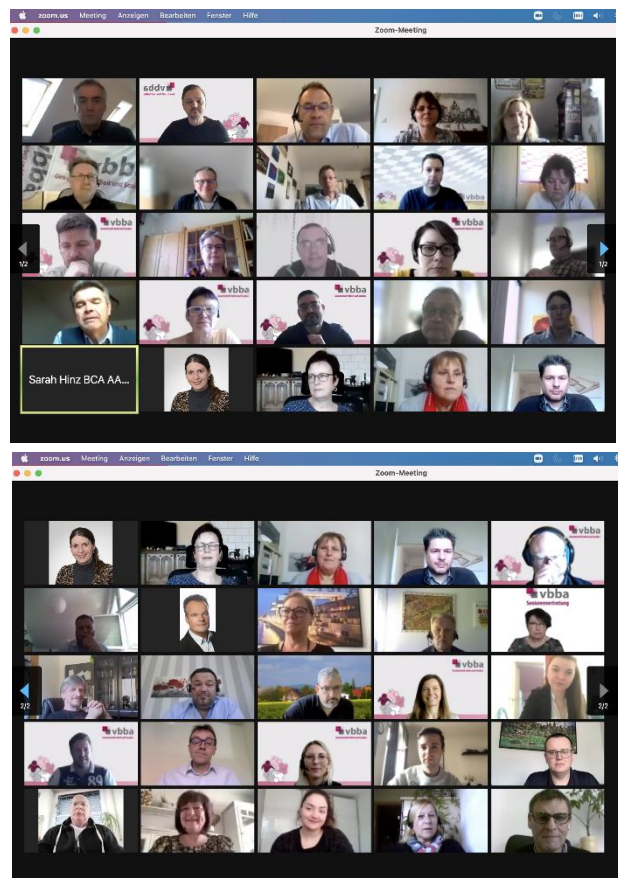 zoom.us Meeting Anzeigen Bearbeiten Fenster Hilfe
Zoom-Meeting
vbba
vbba
vbba
vbba
vbba
1/2
1/2
vbba
vbba
Sarah Hinz BCA AA...
zoom.us Meeting Anzeigen Bearbeiten Fenster Hilfe
Zoom-Meeting
vbba
vbba
Seniorenvertretung
vbba
2/2
2/2
vbba
vbba
89